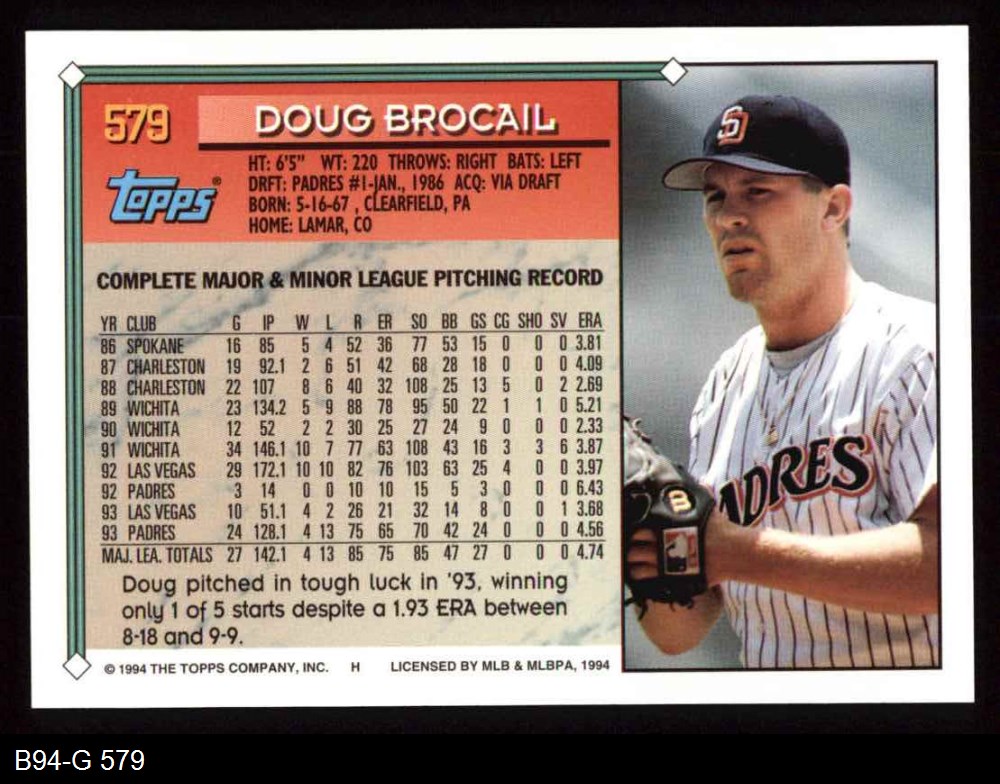 579
DOUG BROCAIL
topps®
HT: 6'5" WT: 220 THROWS: RIGHT BATS: LEFT
DRFT: PADRES #1-JAN., 1986 ACQ: VIA DRAFT
BORN: 5-16-67 , CLEARFIELD, PA
HOME: LAMAR, CO
COMPLETE MAJOR & MINOR LEAGUE PITCHING RECORD
YR CLUB G IP W L R ER SO BB GS CG SHO SV ERA
86 SPOKANE 16 85 5 4 52 36 77 53 15 0 0 0 3.81
87 CHARLESTON 19 92.1 2 6 51 42 68 28 18 0 0 0 4.09
88 CHARLESTON 22 107 8 6 40 32 108 25 13 5 0 2 2.69
89 WICHITA 23 134.2 5 9 88 78 95 50 22 1 1 0 5.21
90 WICHITA 12 52 2 2 30 25 27 24 9 0 0 0 2.33
91 WICHITA 34 146.1 10 7 77 63 108 43 16 3 3 6 3.87
92 LAS VEGAS 29 172.1 10 10 82 76 103 63 25 4 0 0 3.97
92 PADRES 3 14 0 0 10 10 15 5 3 0 0 0 6.43
93 LAS VEGAS 10 51.1 4 2 26 21 32 14 8 0 0 1 3.68
93 PADRES 24 128.1 4 13 75 65 70 42 24 0 0 0 4.56
MAJ. LEA. TOTALS 27 142.1 4 13 85 75 85 47 27 0 0 0 4.74
Doug pitched in tough luck in '93, winning
only 1 of 5 starts despite a 1.93 ERA between
8-18 and 9-9.
© 1994 THE TOPPS COMPANY, INC. H LICENSED BY MLB & MLBPA, 1994
SD
ADRES
B
B94-G 579